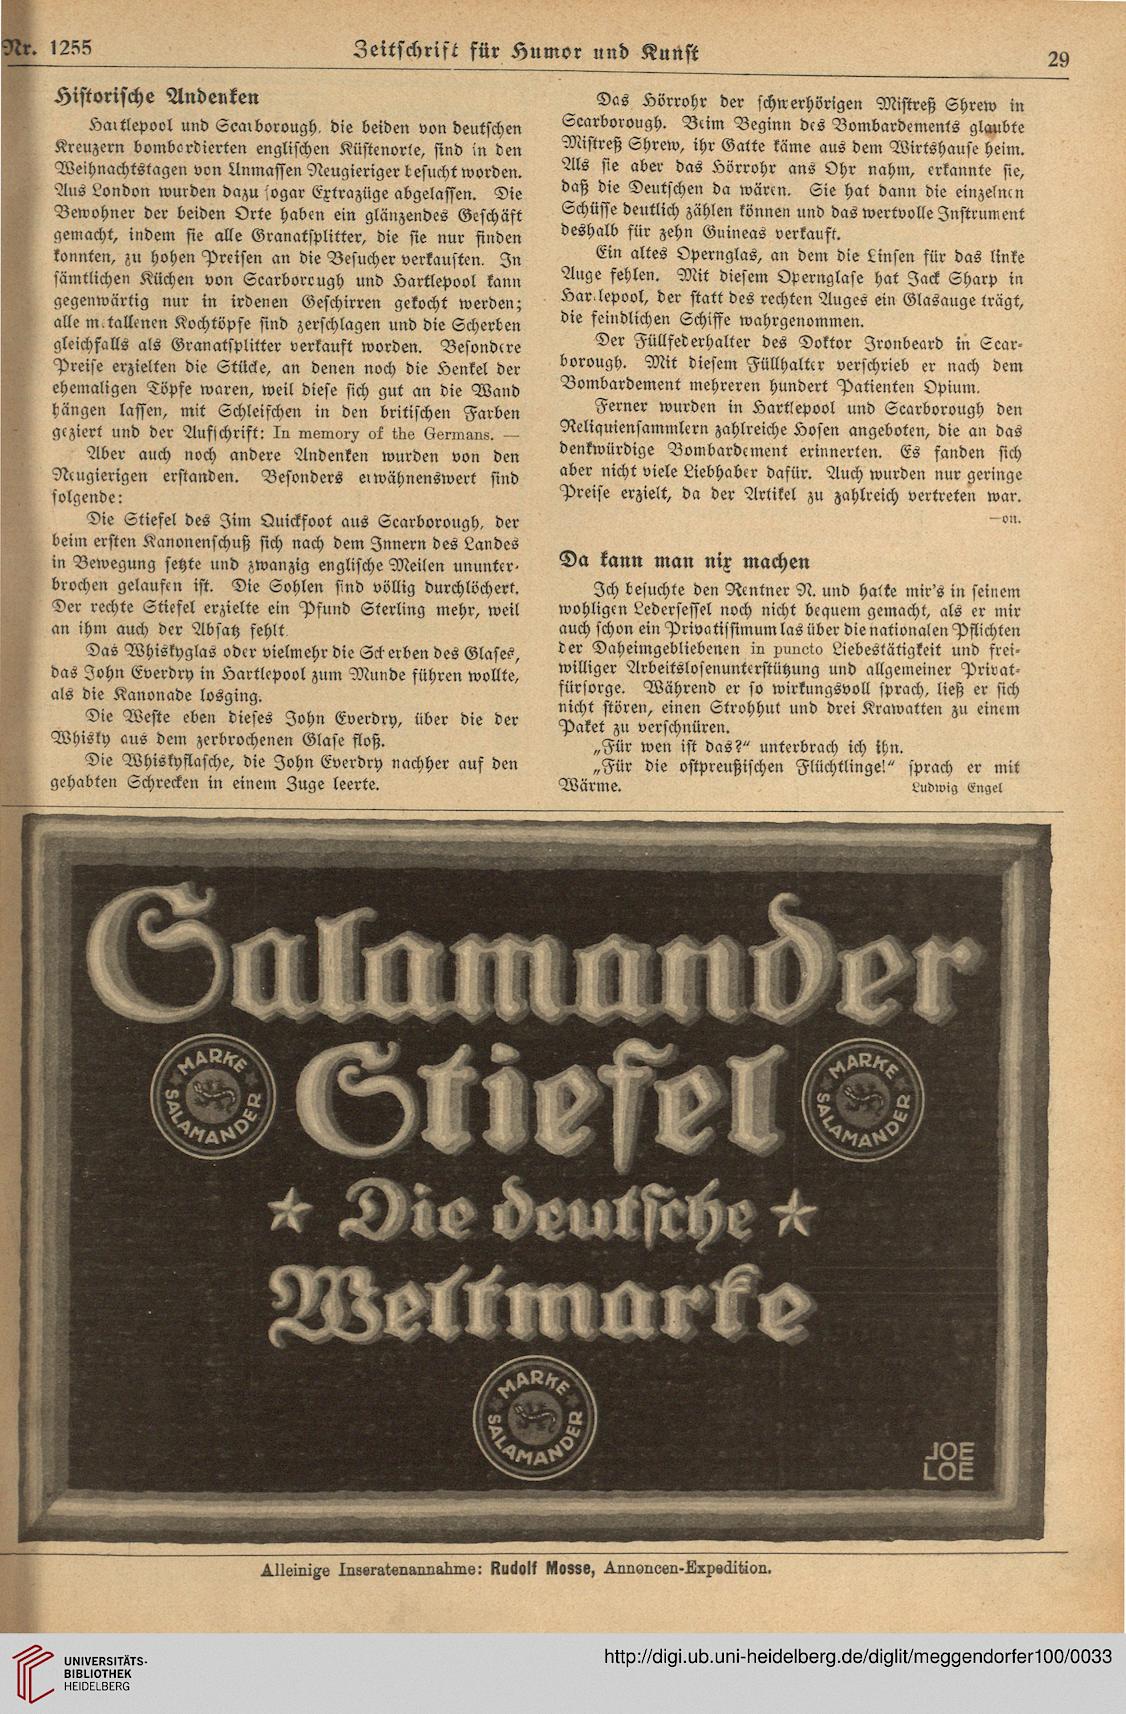 Nr. 1255
Zeitschrift für Humor und Kunst
29
Historische Andenken
Hartlepool und Scarborough, die beiden von deutschen
Kreuzern bombardierten englischen Küstenorte, sind in den
Weihnachtstagen von Unmassen Neugieriger besucht worden.
Aus London wurden dazu sogar Extrazüge abgelassen. Die
Bewohner der beiden Orte haben ein glänzendes Geschäft
gemacht, indem sie alle Granatsplitter, die sie nur finden
konnten, zu hohen Preisen an die Besucher verkauften. In
sämtlichen Küchen von Scarborough und Hartlepool kann
gegenwärtig nur in irdenen Geschirren gekocht werden;
alle metallenen Kochtöpfe sind zerschlagen und die Scherben
gleichfalls als Granatsplitter verkauft worden. Besondere
Preise erzielten die Stücke, an denen noch die Henkel der
ehemaligen Töpfe waren, weil diese sich gut an die Wand
hängen lassen, mit Schleifchen in den britischen Farben
geziert und der Aufschrift: In memory of the Germans. —
Aber auch noch andere Andenken wurden von den
Neugierigen erstanden. Besonders erwähnenswert sind
folgende:
Die Stiefel des Jim Quickfoot aus Scarborough, der
beim ersten Kanonenschuß sich nach dem Innern des Landes
in Bewegung setzte und zwanzig englische Meilen ununter-
brochen gelaufen ist. Die Sohlen sind völlig durchlöchert.
Der rechte Stiefel erzielte ein Pfund Sterling mehr, weil
an ihm auch der Absatz fehlt.
Das Whiskyglas oder vielmehr die Scherben des Glases,
das John Everdry in Hartlepool zum Munde führen wollte,
als die Kanonade losging.
Die Weste eben dieses John Everdry, über die der
Whisky aus dem zerbrochenen Glase floß.
Die Whiskyflasche, die John Everdry nachher auf den
gehabten Schrecken in einem Zuge leerte.
Das Hörrohr der schwerhörigen Mistreß Shrew in
Scarborough. Beim Beginn des Bombardements glaubte
Mistreß Shrew, ihr Gatte käme aus dem Wirtshause heim.
Als sie aber das Hörrohr ans Ohr nahm, erkannte sie,
daß die Deutschen da wären. Sie hat dann die einzelnen
Schüsse deutlich zählen können und das wertvolle Instrument
deshalb für zehn Guineas verkauft.
Ein altes Opernglas, an dem die Linsen für das linke
Auge fehlen. Mit diesem Opernglase hat Jack Sharp in
Hartlepool, der statt des rechten Auges ein Glasauge trägt,
die feindlichen Schiffe wahrgenommen.
Der Füllfederhalter des Doktor Ironbeard in Scar-
borough. Mit diesem Füllhalter verschrieb er nach dem
Bombardement mehreren hundert Patienten Opium.
Ferner wurden in Hartlepool und Scarborough den
Reliquiensammlern zahlreiche Hosen angeboten, die an das
denkwürdige Bombardement erinnerten. Es fanden sich
aber nicht viele Liebhaber dafür. Auch wurden nur geringe
Preise erzielt, da der Artikel zu zahlreich vertreten war.
—on.
Da kann man nix machen
Ich besuchte den Rentner N. und hatte mir's in seinem
wohligen Ledersessel noch nicht bequem gemacht, als er mir
auch schon ein Privatissimum las über die nationalen Pflichten
der Daheimgebliebenen in puncto Liebestätigkeit und frei-
williger Arbeitslosenunterstützung und allgemeiner Privat-
fürsorge. Während er so wirkungsvoll sprach, ließ er sich
nicht stören, einen Strohhut und drei Krawatten zu einem
Paket zu verschnüren.
„Für wen ist das?" unterbrach ich ihn.
„Für die ostpreußischen Flüchtlinge!" sprach er mit
Wärme. Ludwig Engel
Salamander
Stiefel
MARKE SALAMANDER
MARKE SALAMANDER
* Die deutsche *
Weltmarke
MARKE SALAMANDER
JOE
LOE
Alleinige Inseratenannahme: Rudolf Mosse, Annoncen-Expedition.
UNIVERSITÄTS-
BIBLIOTHEK
HEIDELBERG
http://digi.ub.uni-heidelberg.de/diglit/meggendorfer100/0033